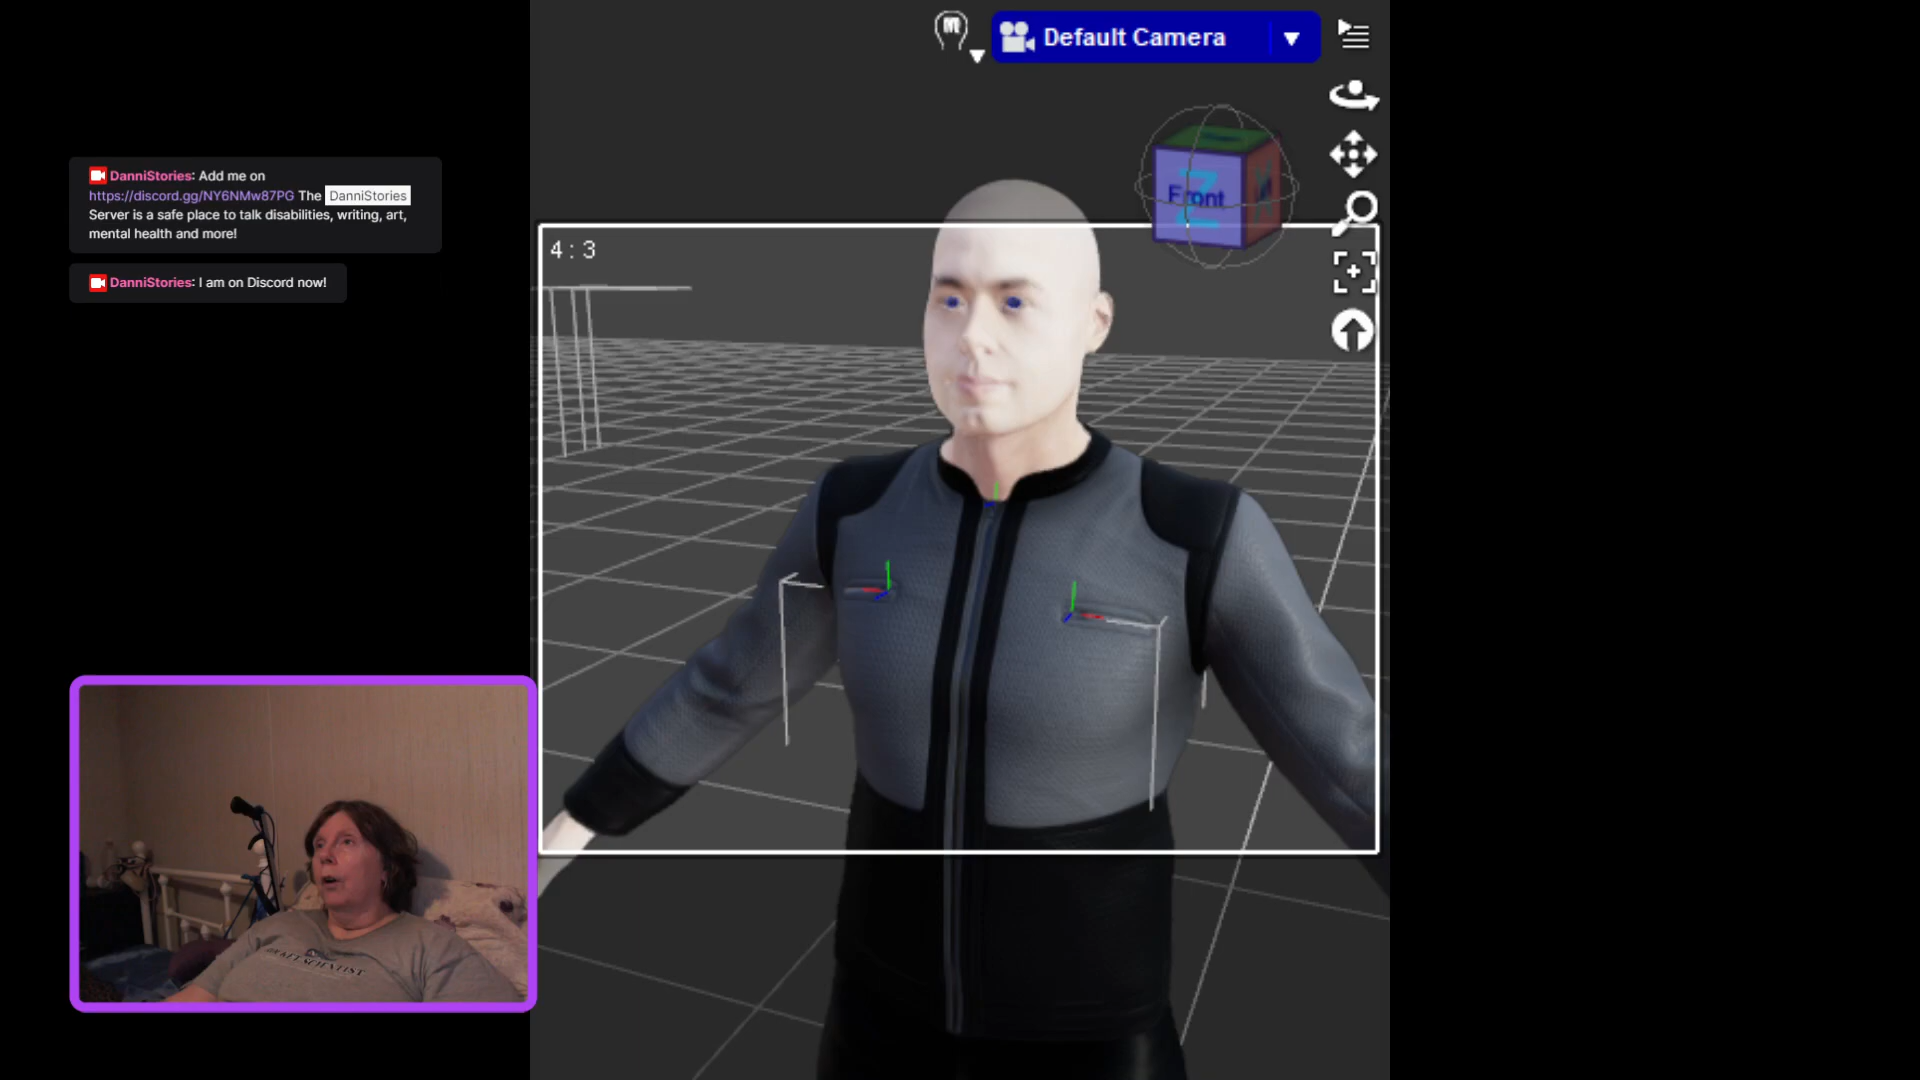 Default Camera
Front
Z
4 : 3
DanniStories: Add me on
https://discord.gg/NY6NMw87PG The DanniStories
Server is a safe place to talk disabilities, writing, art,
mental health and more!
DanniStories: I am on Discord now!